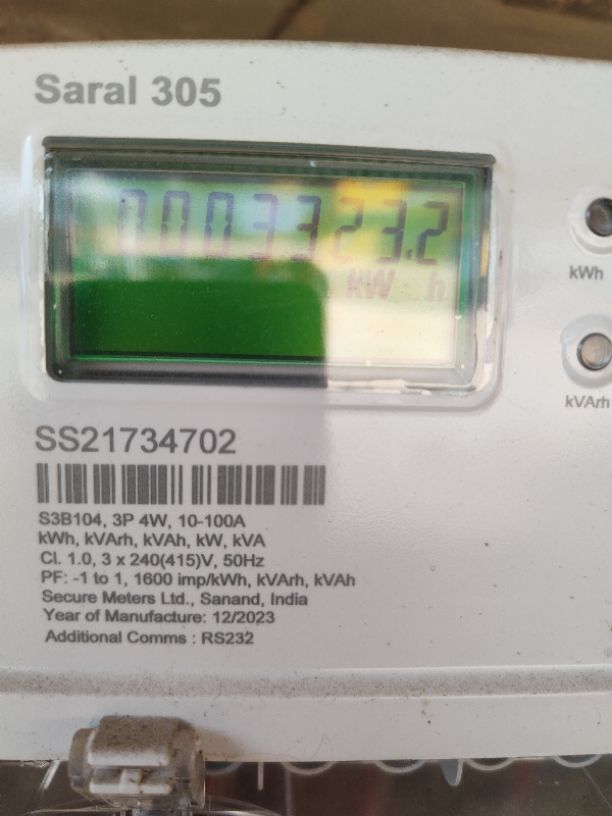 Saral 305
0003323.2
kW h
kWh
kVArh
SS21734702
S3B104, 3P 4W, 10-100A
kWh, kVArh, kVAh, kW, kVA
Cl. 1.0, 3 x 240(415)V, 50Hz
PF: -1 to 1, 1600 imp/kWh, kVArh, kVAh
Secure Meters Ltd., Sanand, India
Year of Manufacture: 12/2023
Additional Comms : RS232